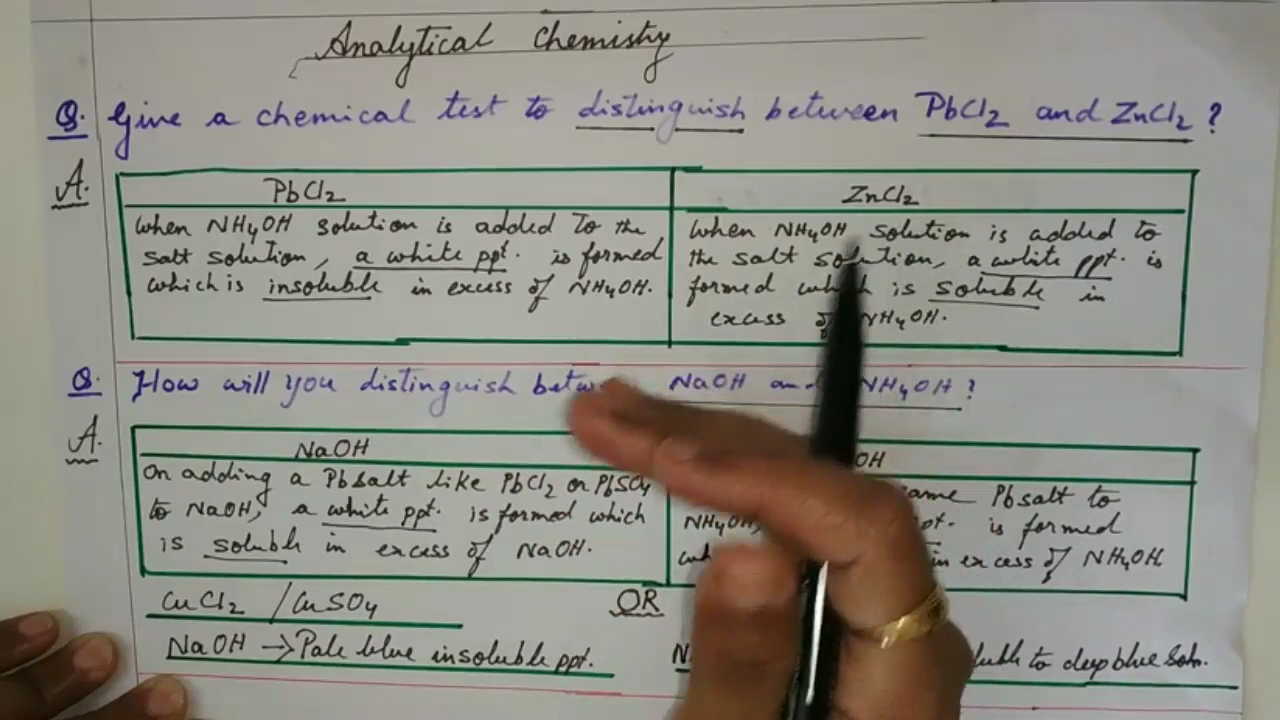 Analytical Chemistry
Q. Give a chemical test to distinguish between PbCl2 and ZnCl2?
A.
PbCl2
When NH4OH solution is added to the
salt solution, a white ppt. is formed
which is insoluble in excess of NH4OH.
ZnCl2
When NH4OH solution is added to
the salt solution, a white ppt. is
formed which is soluble in
excess of NH4OH.
Q. How will you distinguish NaOH and NH4OH?
A.
NaOH
On adding a Pb salt like PbCl2 or PbSO4
to NaOH, a white ppt. is formed which
is soluble in excess of NaOH.
OH
Pb salt to
NH4OH, is formed
in excess of NH4OH.
CuCl2 / CuSO4
OR
NaOH → Pale blue insoluble ppt.
to deep blue soln.